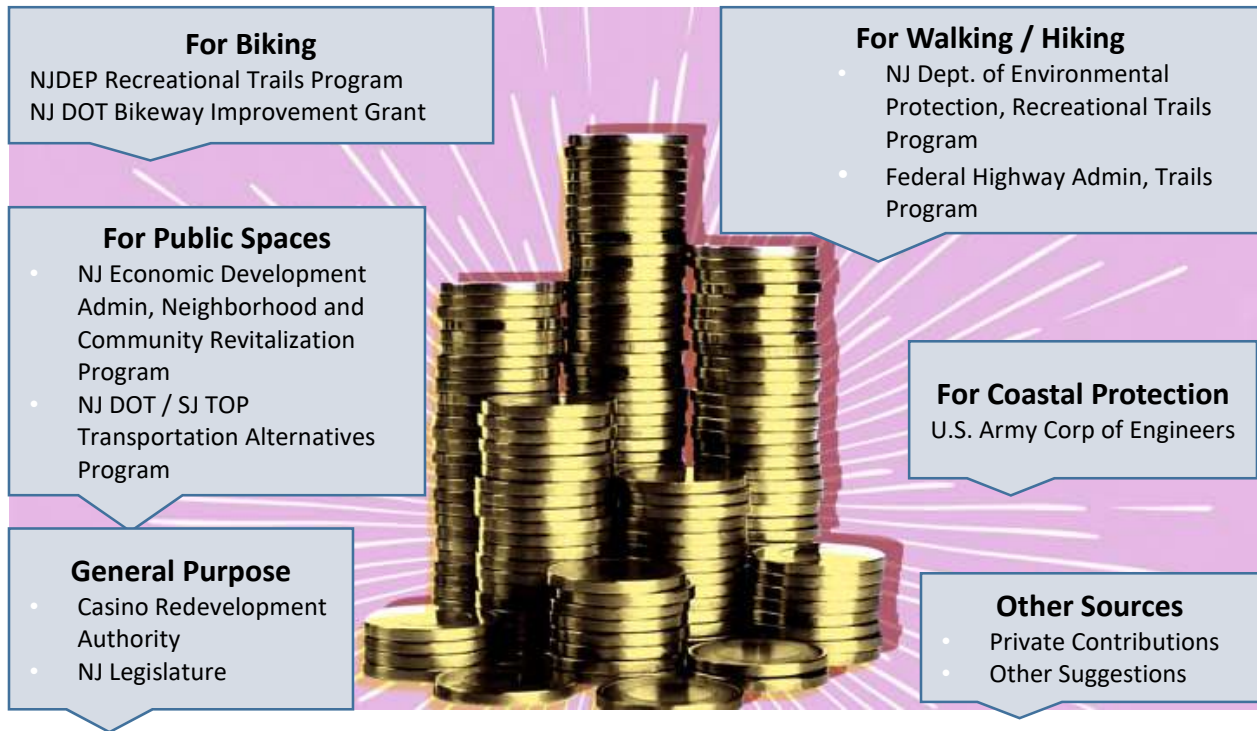 For Biking
NJDEP Recreational Trails Program
NJ DOT Bikeway Improvement Grant
For Walking / Hiking
• NJ Dept. of Environmental
Protection, Recreational Trails
Program
• Federal Highway Admin, Trails
Program
For Public Spaces
• NJ Economic Development
Admin, Neighborhood and
Community Revitalization
Program
• NJ DOT / SJ TOP
Transportation Alternatives
Program
For Coastal Protection
U.S. Army Corp of Engineers
General Purpose
• Casino Redevelopment
Authority
• NJ Legislature
Other Sources
• Private Contributions
• Other Suggestions